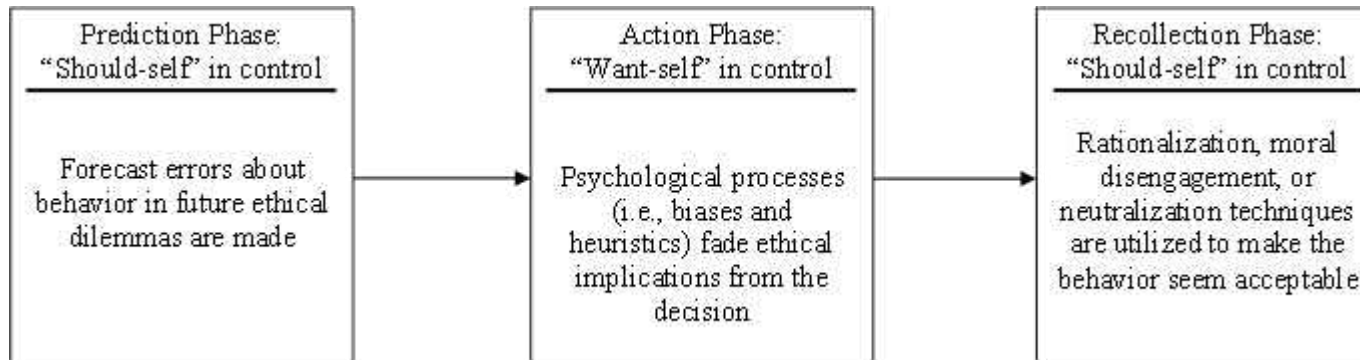 Prediction Phase:
“Should-self” in control
Forecast errors about
behavior in future ethical
dilemmas are made
Action Phase:
“Want-self” in control
Psychological processes
(i.e., biases and
heuristics) fade ethical
implications from the
decision
Recollection Phase:
“Should-self” in control
Rationalization, moral
disengagement, or
neutralization techniques
are utilized to make the
behavior seem acceptable